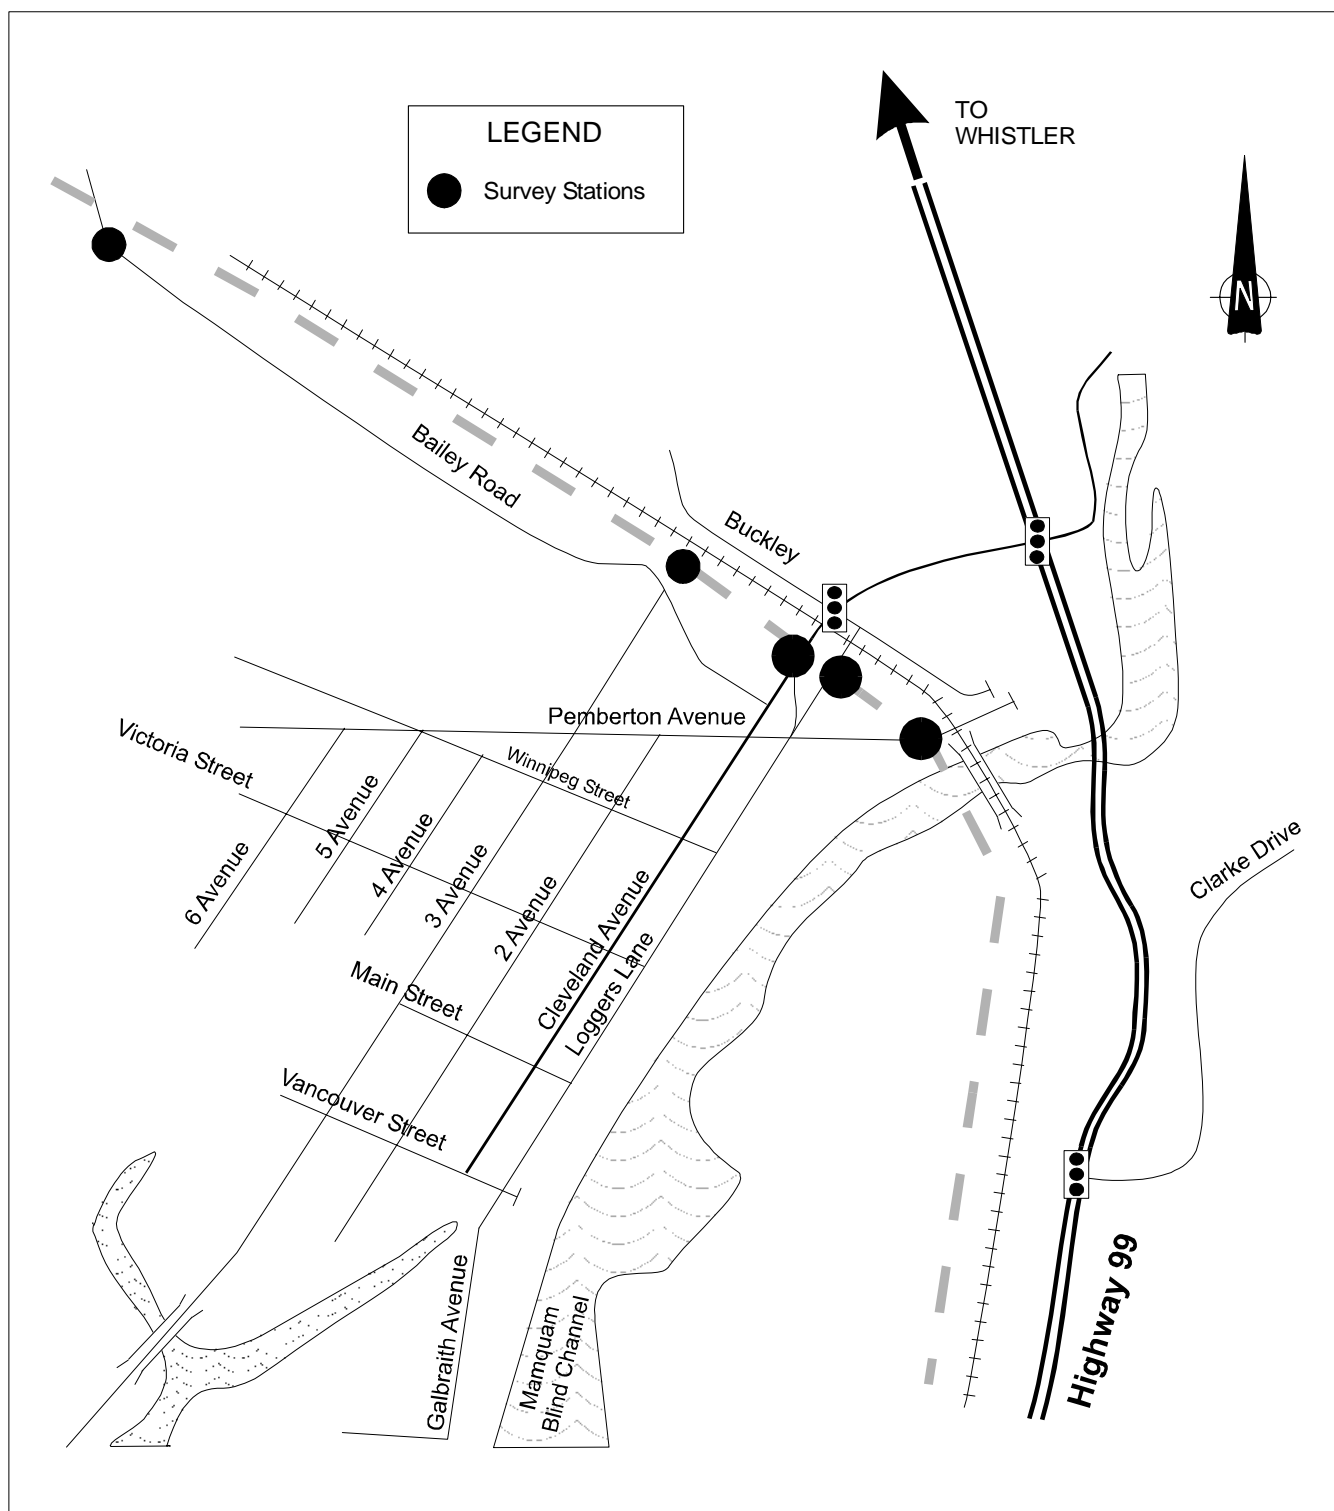 TO
WHISTLER
LEGEND
Survey Stations
N
Bailey Road
Buckley
Pemberton Avenue
Victoria Street
Winnipeg Street
6 Avenue
5 Avenue
4 Avenue
3 Avenue
2 Avenue
Cleveland Avenue
Loggers Lane
Clarke Drive
Main Street
Vancouver Street
Galbraith Avenue
Mamquam
Blind Channel
Highway 99